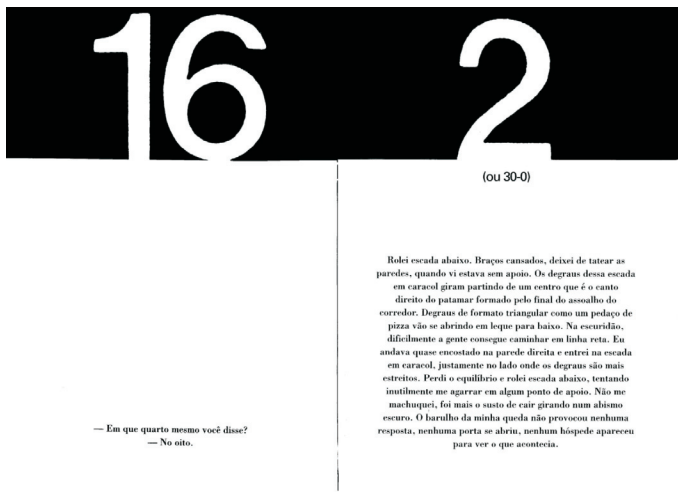 16
— Em que quarto mesmo você disse?
— No oito.
2
(ou 30-0)
Rolei escada abaixo. Braços cansados, deixei de tatear as
paredes, quando vi estava sem apoio. Os degraus dessa escada
em caracol giram partindo de um centro que é o canto
direito do patamar formado pelo final do assoalho do
corredor. Degraus de formato triangular como um pedaço de
pizza vão se abrindo em leque para baixo. Na escuridão,
dificilmente a gente consegue caminhar em linha reta. Eu
andava quase encostado na parede direita e entrei na escada
em caracol, justamente no lado onde os degraus são mais
estreitos. Perdi o equilíbrio e rolei escada abaixo, tentando
inutilmente me agarrar em algum ponto de apoio. Não me
machuquei, foi mais o susto de cair girando num abismo
escuro. O barulho da minha queda não provocou nenhuma
resposta, nenhuma porta se abriu, nenhum hóspede apareceu
para ver o que acontecia.